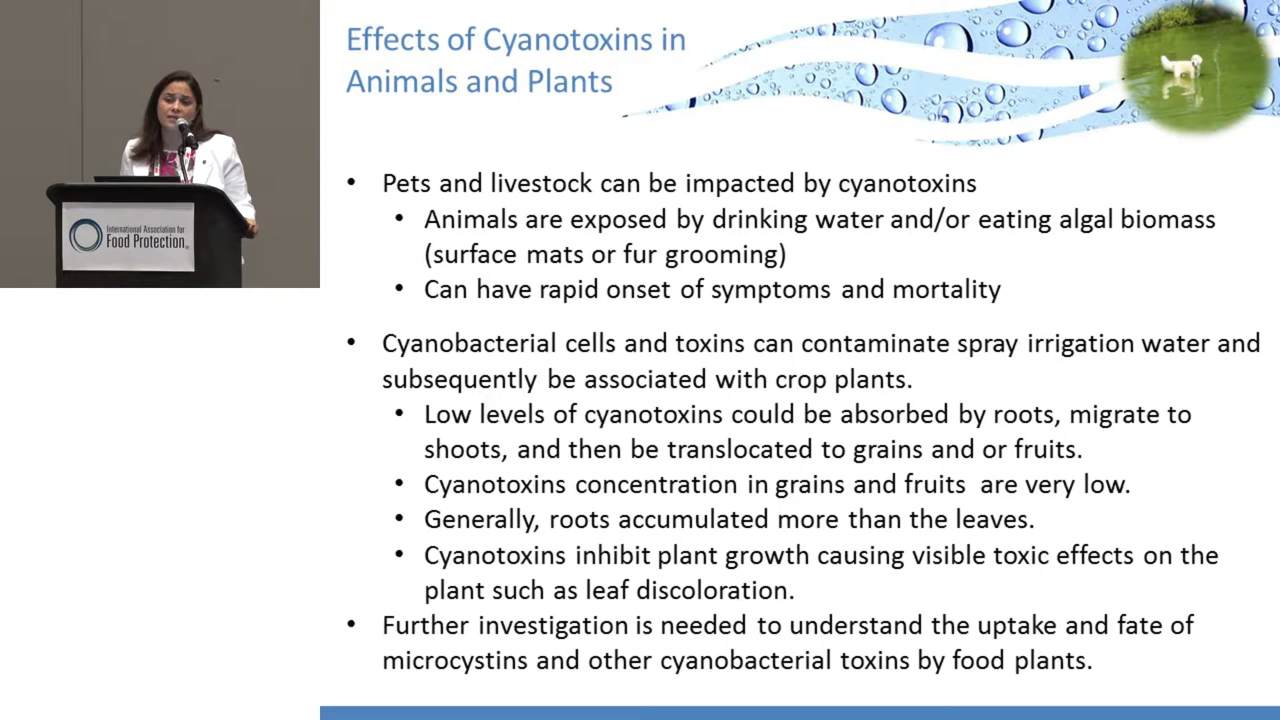 Effects of Cyanotoxins in
Animals and Plants
International Association for
Food Protection®
• Pets and livestock can be impacted by cyanotoxins
• Animals are exposed by drinking water and/or eating algal biomass
(surface mats or fur grooming)
• Can have rapid onset of symptoms and mortality
• Cyanobacterial cells and toxins can contaminate spray irrigation water and
subsequently be associated with crop plants.
• Low levels of cyanotoxins could be absorbed by roots, migrate to
shoots, and then be translocated to grains and or fruits.
• Cyanotoxins concentration in grains and fruits  are very low.
• Generally, roots accumulated more than the leaves.
• Cyanotoxins inhibit plant growth causing visible toxic effects on the
plant such as leaf discoloration.
• Further investigation is needed to understand the uptake and fate of
microcystins and other cyanobacterial toxins by food plants.